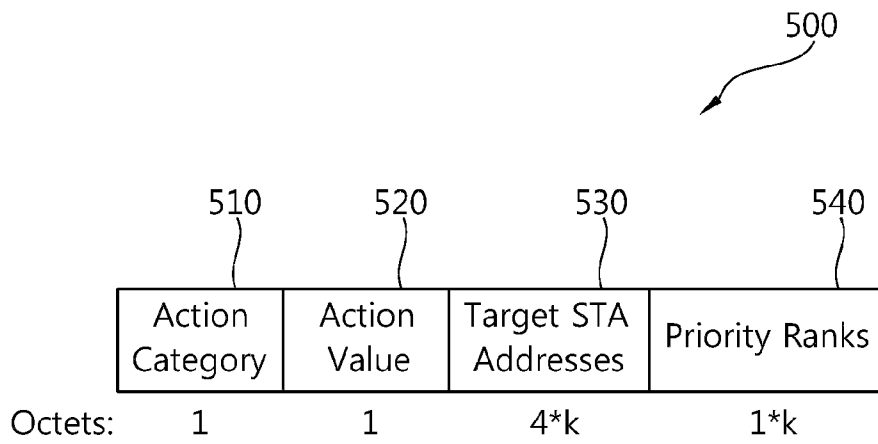 500
510 520 530 540
Action Category
Action Value
Target STA Addresses
Priority Ranks
Octets: 1 1 4*k 1*k